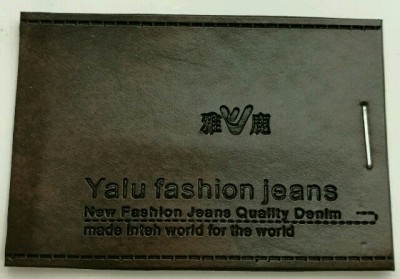 雅鹿
Yalu fashion jeans
New Fashion Jeans Quality Denim
made inteh world for the world